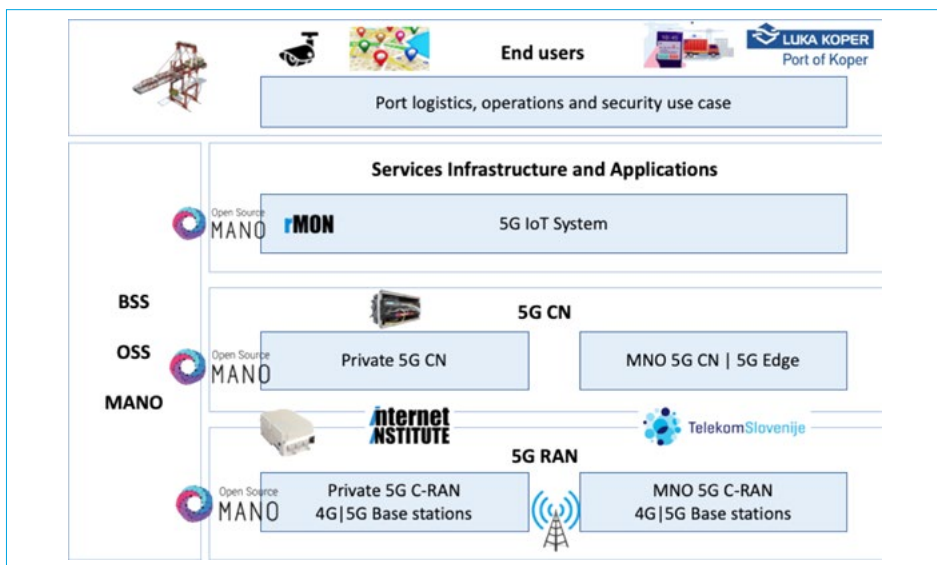 End users
LUKA KOPER
Port of Koper
Port logistics, operations and security use case
Services Infrastructure and Applications
Open Source
MANO
rMON
5G IoT System
BSS
OSS
MANO
5G CN
Open Source
MANO
Private 5G CN
MNO 5G CN | 5G Edge
internet
INSTITUTE
TelekomSlovenije
5G RAN
Open Source
MANO
Private 5G C-RAN
4G|5G Base stations
MNO 5G C-RAN
4G|5G Base stations